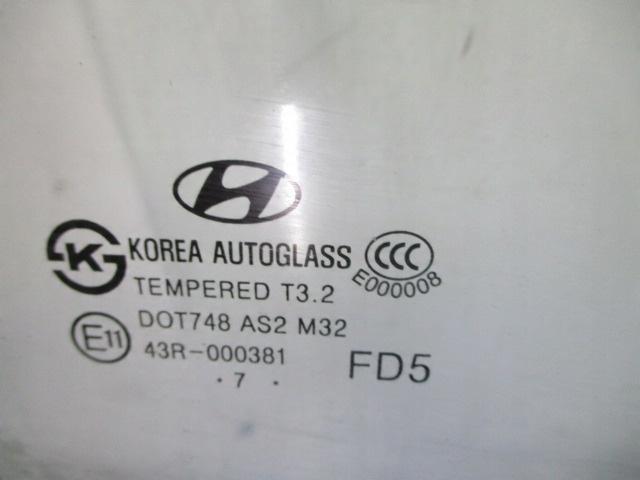 KOREA AUTOGLASS
CCC
E000008
K
TEMPERED T3.2
DOT748 AS2 M32
E11
43R-000381
FD5
· 7 ·